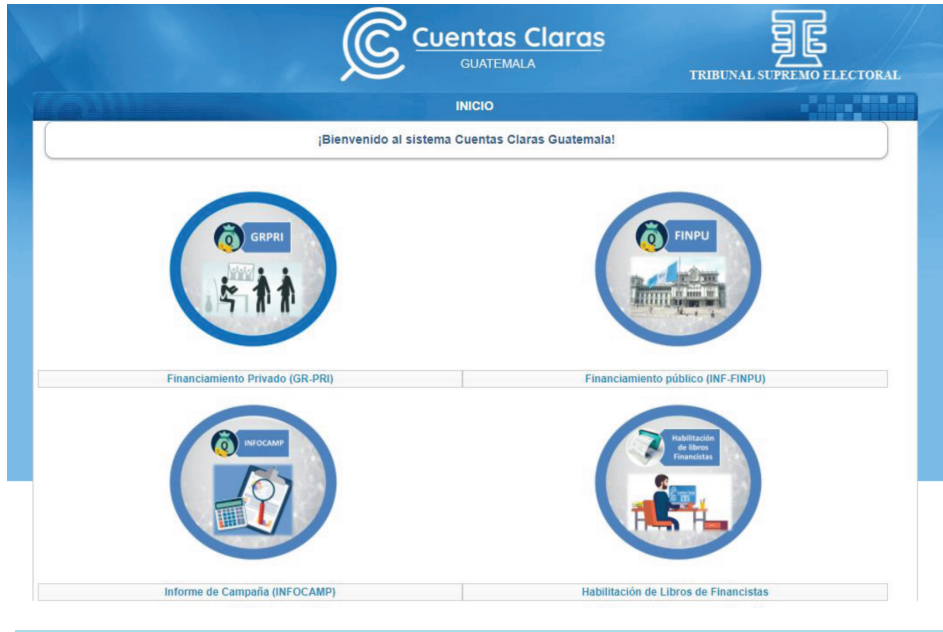 Cuentas Claras
GUATEMALA
TRIBUNAL SUPREMO ELECTORAL
INICIO
¡Bienvenido al sistema Cuentas Claras Guatemala!
Q
GRPRI
Q
FINPU
Financiamiento Privado (GR-PRI)
Financiamiento público (INF-FINPU)
Q
INFOCAMP
Habilitación
de libros
Financistas
Informe de Campaña (INFOCAMP)
Habilitación de Libros de Financistas